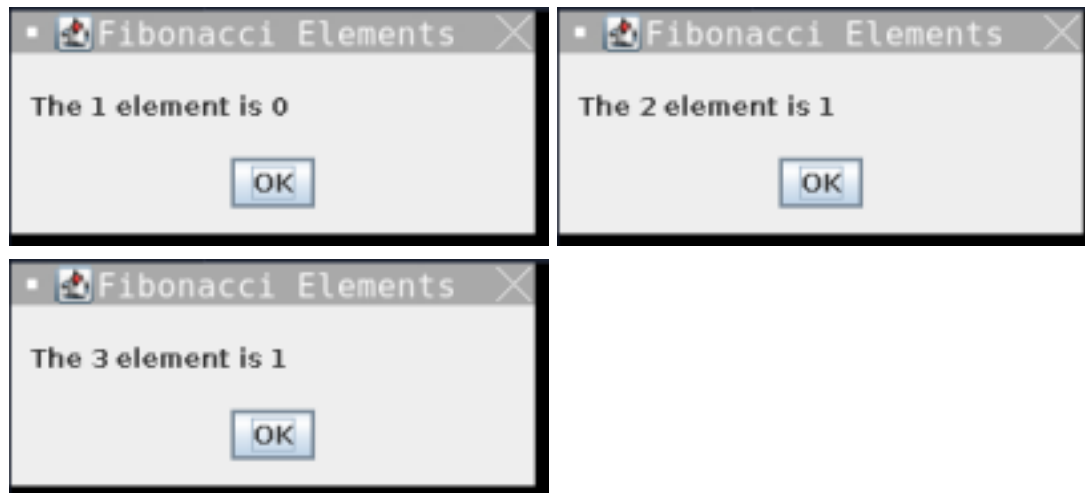 Fibonacci Elements
The 1 element is 0
OK
Fibonacci Elements
The 2 element is 1
OK
Fibonacci Elements
The 3 element is 1
OK